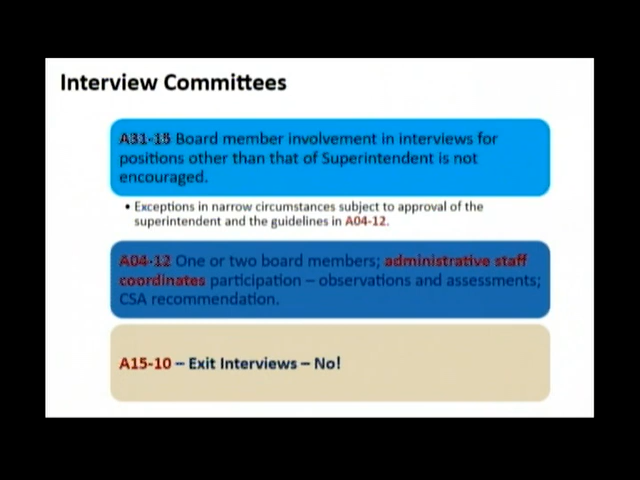 Interview Committees
A31-15 Board member involvement in interviews for
positions other than that of Superintendent is not
encouraged.
• Exceptions in narrow circumstances subject to approval of the
superintendent and the guidelines in A04-12.
A04-12 One or two board members; administrative staff
coordinates participation – observations and assessments;
CSA recommendation.
A15-10 – Exit Interviews – No!